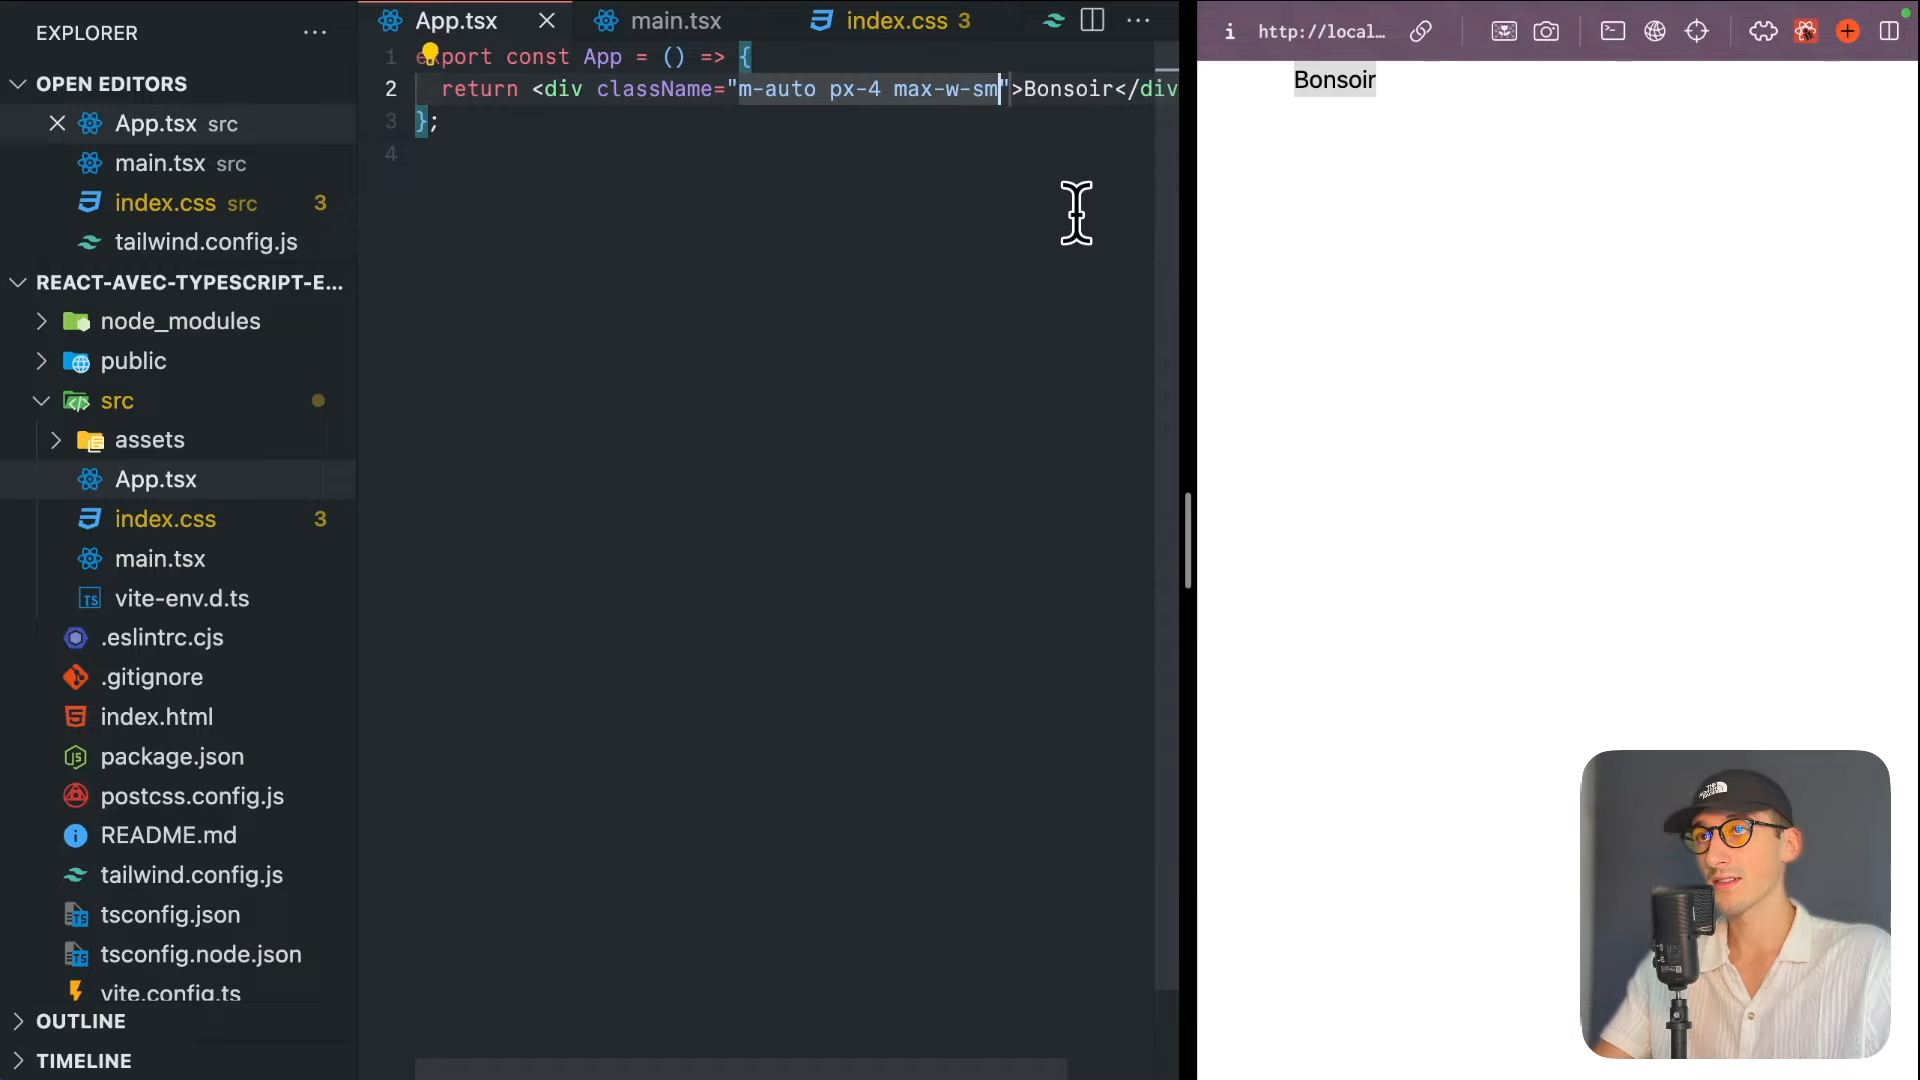 EXPLORER
OPEN EDITORS
App.tsx src
main.tsx src
index.css src 3
tailwind.config.js
REACT-AVEC-TYPESCRIPT-E...
node_modules
public
src
assets
App.tsx
index.css 3
main.tsx
vite-env.d.ts
.eslintrc.cjs
.gitignore
index.html
package.json
postcss.config.js
README.md
tailwind.config.js
tsconfig.json
tsconfig.node.json
vite.config.ts
OUTLINE
TIMELINE
App.tsx main.tsx index.css 3
1 export const App = () => {
2 return <div className="m-auto px-4 max-w-sm">Bonsoir</div
3 };
4
http://local...
Bonsoir